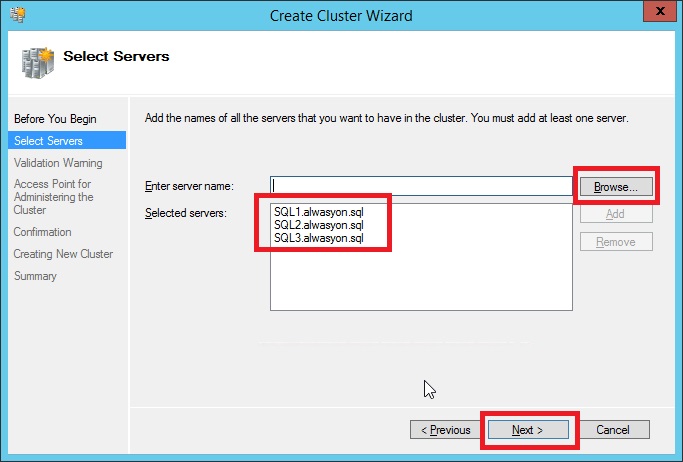 Create Cluster Wizard
X
Select Servers
Before You Begin
Select Servers
Validation Warning
Access Point for
Administering the
Cluster
Confirmation
Creating New Cluster
Summary
Add the names of all the servers that you want to have in the cluster. You must add at least one server.
Enter server name:
Browse...
Selected servers:
SQL1.alwasyon.sql
SQL2.alwasyon.sql
SQL3.alwasyon.sql
Add
Remove
< Previous
Next >
Cancel